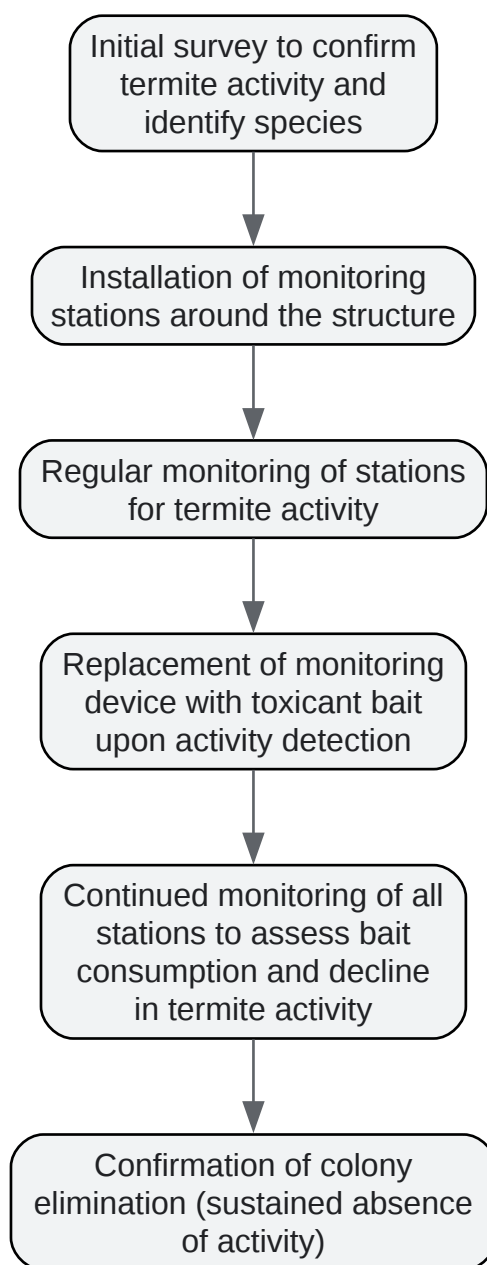 Initial survey to confirm
termite activity and
identify species
Installation of monitoring
stations around the structure
Regular monitoring of stations
for termite activity
Replacement of monitoring
device with toxicant bait
upon activity detection
Continued monitoring of all
stations to assess bait
consumption and decline
in termite activity
Confirmation of colony
elimination (sustained absence
of activity)